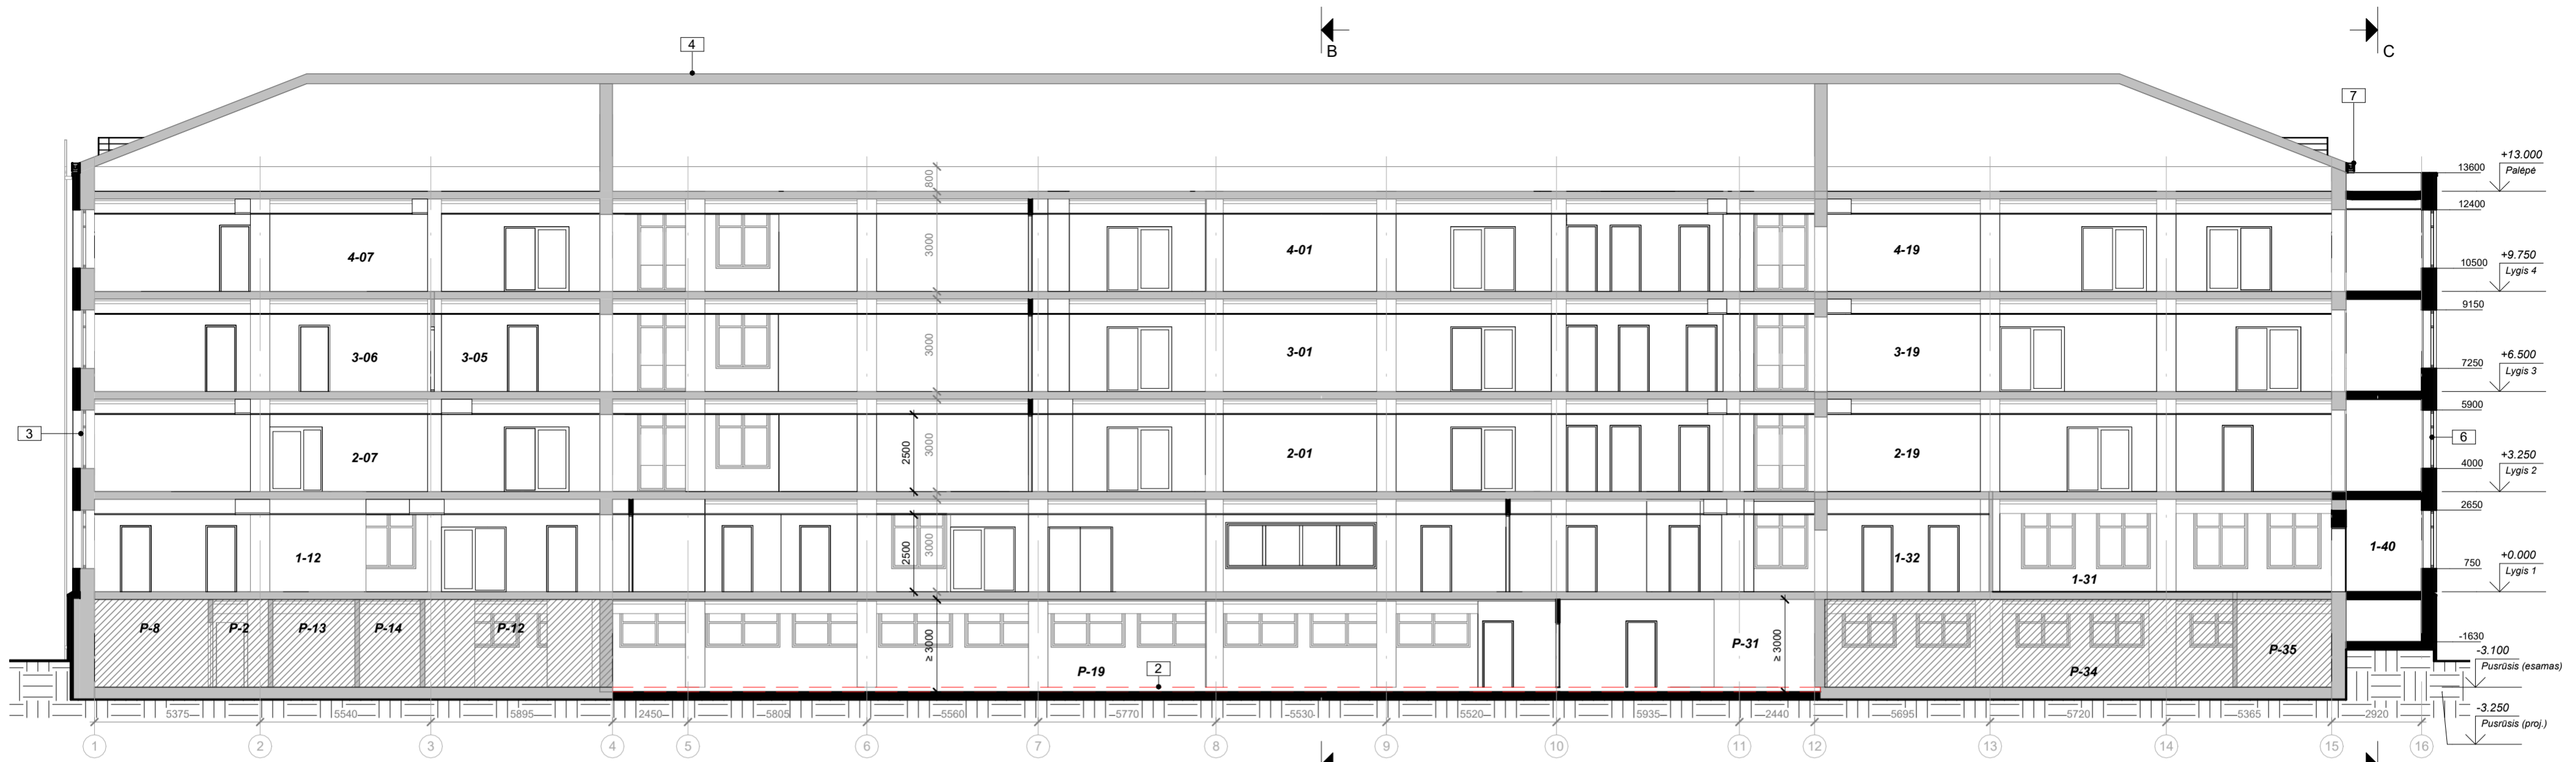 B
C
4
7
+13.000
Palėpė
13600
800
12400
4-07
3000
4-01
4-19
+9.750
Lygis 4
10500
9150
3-06
3-05
3000
3-01
3-19
+6.500
Lygis 3
7250
5900
3
2-07
2500
3000
2-01
2-19
6
+3.250
Lygis 2
4000
2650
1-12
2500
3000
1-32
1-31
1-40
+0.000
Lygis 1
750
P-8
P-2
P-13
P-14
P-12
≥ 3000
P-19
2
P-31
≥ 3000
P-34
P-35
-1630
-3.100
Pusrūsis (esamas)
-3.250
Pusrūsis (proj.)
5375 5540 5895 2450 5805 5560 5770 5530 5520 5935 2440 5695 5720 5365 2920
1 2 3 4 5 6 7 8 9 10 11 12 13 14 15 16